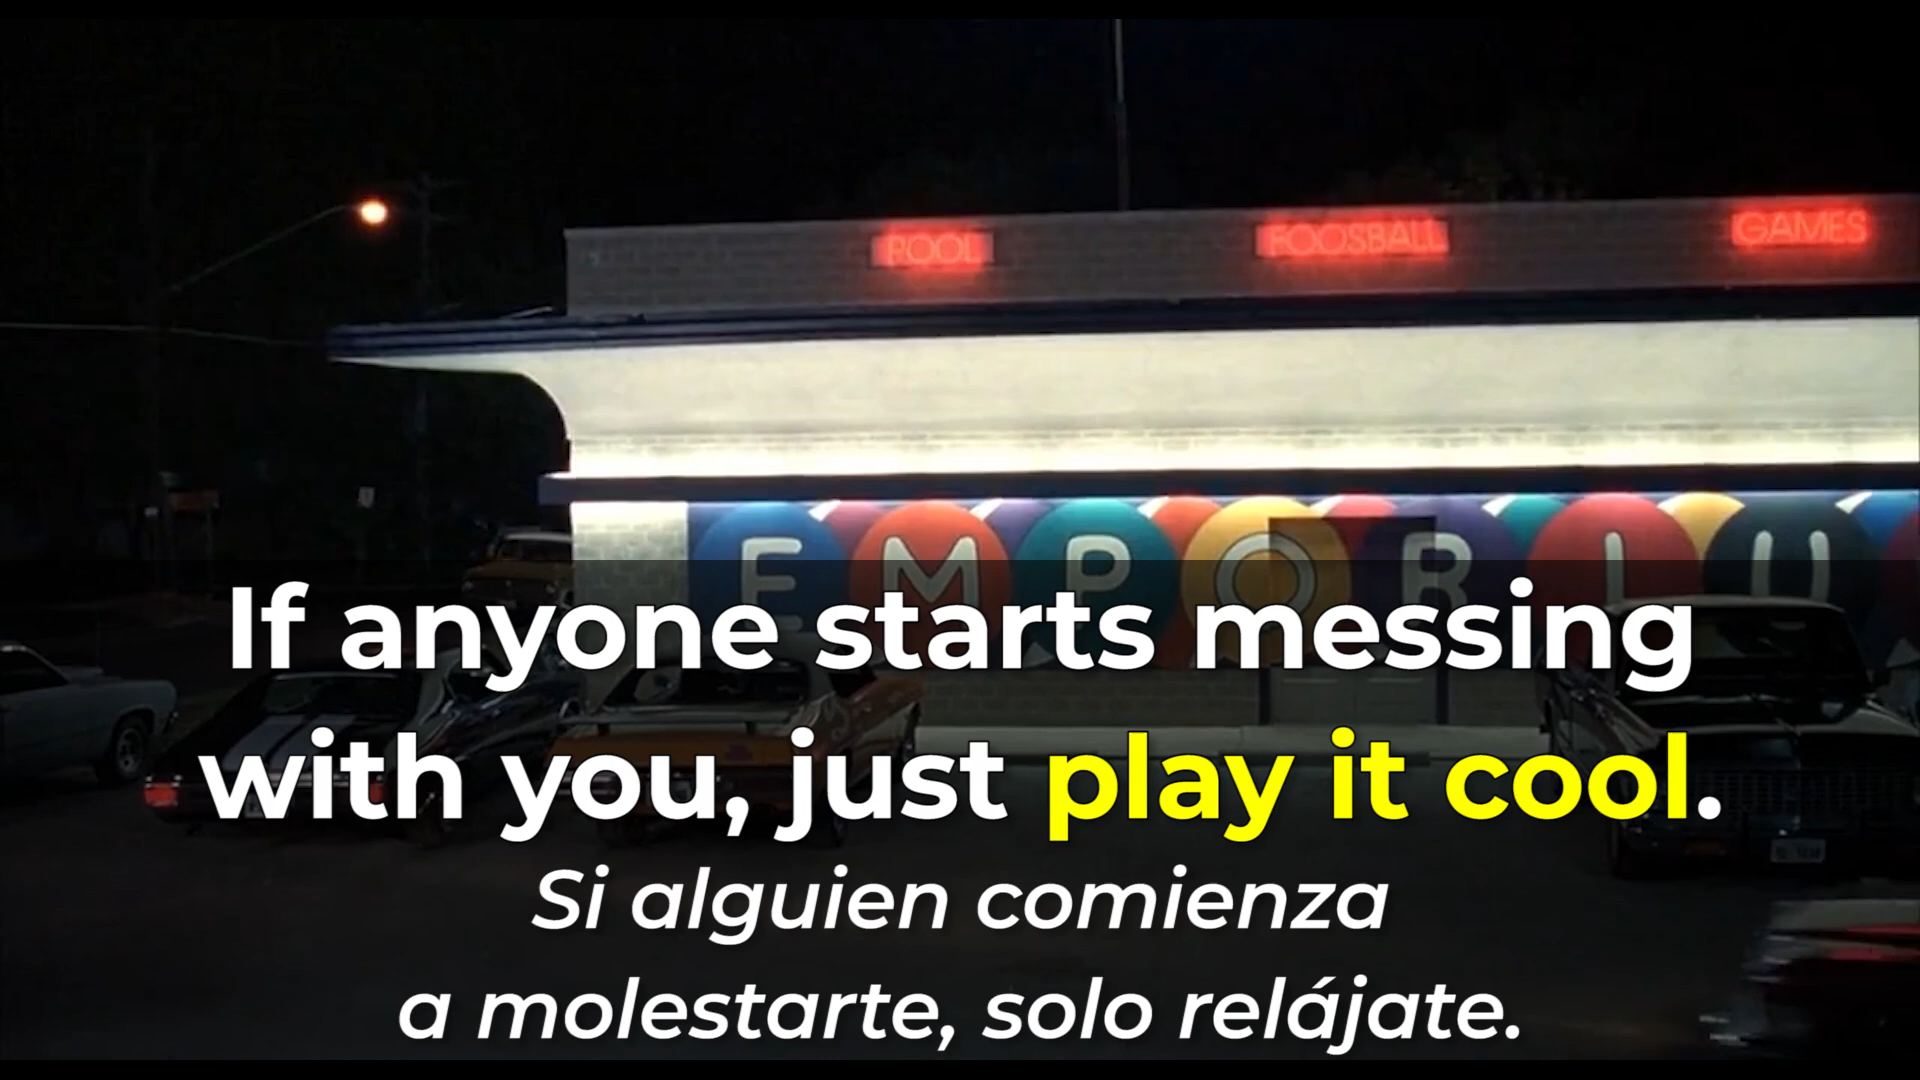 POOL FOOSBALL GAMES
EMPORIU
If anyone starts messing
with you, just play it cool.
Si alguien comienza
a molestarte, solo relájate.